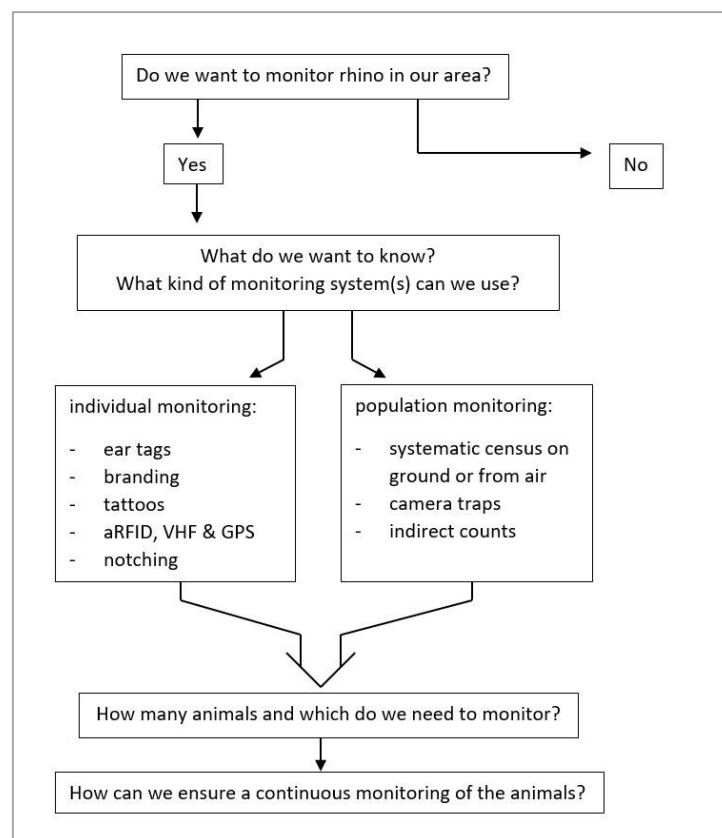 Do we want to monitor rhino in our area?
Yes
No
What do we want to know?
What kind of monitoring system(s) can we use?
individual monitoring:
- ear tags
- branding
- tattoos
- aRFID, VHF & GPS
- notching
population monitoring:
- systematic census on
ground or from air
- camera traps
- indirect counts
How many animals and which do we need to monitor?
How can we ensure a continuous monitoring of the animals?